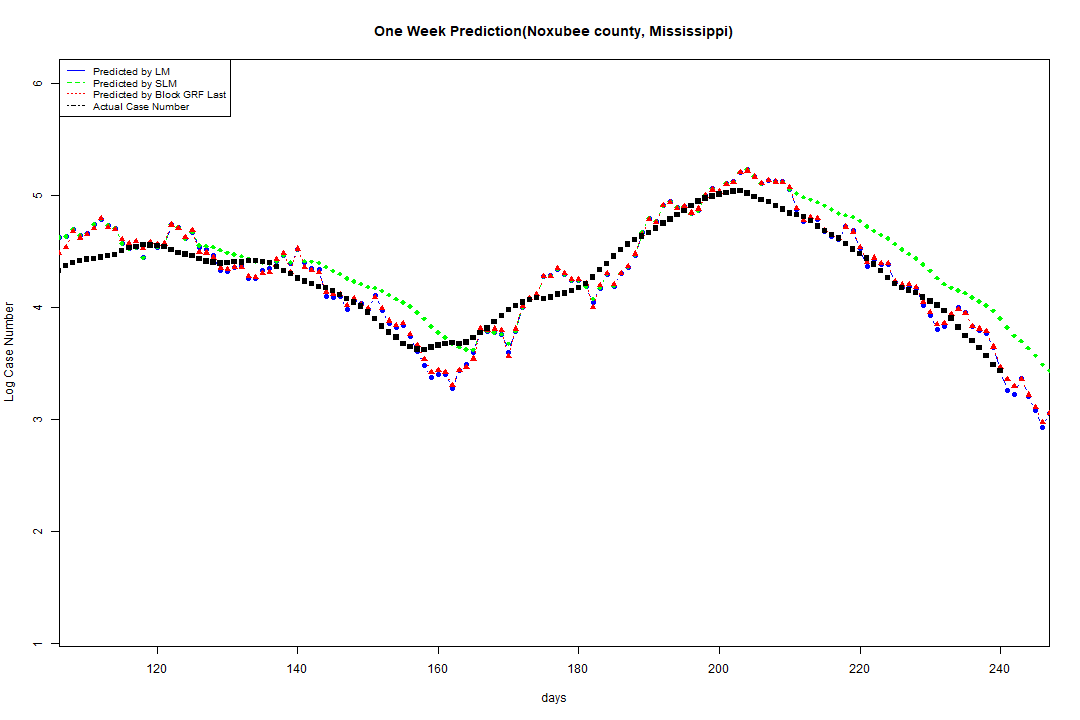 One Week Prediction(Noxubee county, Mississippi)
Predicted by LM
Predicted by SLM
Predicted by Block GRF Last
Actual Case Number
6
5
4
3
2
1
Log Case Number
120 140 160 180 200 220 240
days